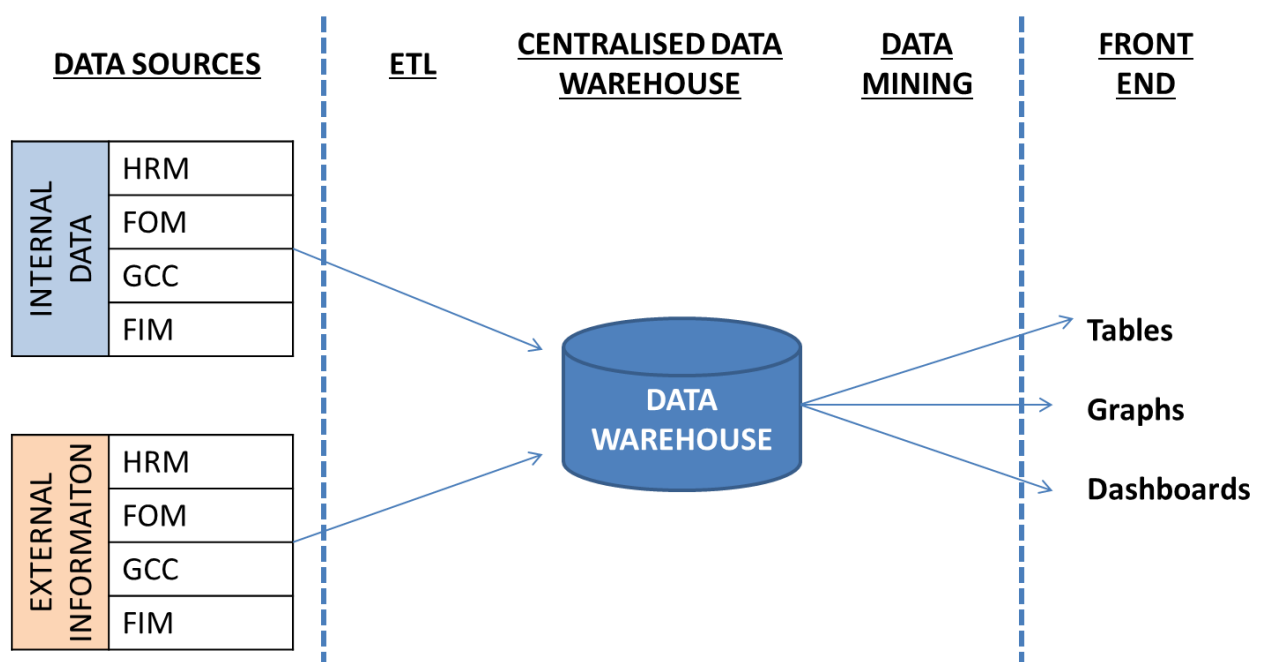 DATA SOURCES
ETL
CENTRALISED DATA
WAREHOUSE
DATA
MINING
FRONT
END
INTERNAL
DATA
HRM
FOM
GCC
FIM
EXTERNAL
INFORMAITON
HRM
FOM
GCC
FIM
DATA
WAREHOUSE
Tables
Graphs
Dashboards